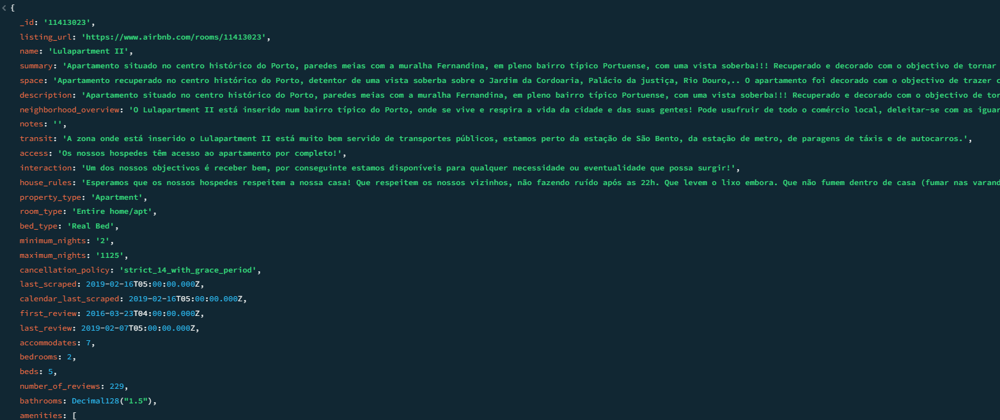 {
_id: '11413023',
listing_url: 'https://www.airbnb.com/rooms/11413023',
name: 'Lulapartment II',
summary: 'Apartamento situado no centro histórico do Porto, paredes meias com a muralha Fernandina, em pleno bairro típico Portuense, com uma vista soberba!!! Recuperado e decorado com o objectivo de tornar
space: 'Apartamento recuperado no centro histórico do Porto, detentor de uma vista soberba sobre o Jardim da Cordoaria, Palácio da justiça, Rio Douro,.. O apartamento foi decorado com o objectivo de trazer
description: 'Apartamento situado no centro histórico do Porto, paredes meias com a muralha Fernandina, em pleno bairro típico Portuense, com uma vista soberba!!! Recuperado e decorado com o objectivo de
neighborhood_overview: 'O Lulapartment II está inserido num bairro típico do Porto, onde se vive e respira a vida da cidade e das suas gentes! Pode usufruir de todo o comércio local, deleitar-se com as
notes: '',
transit: 'A zona onde está inserido o Lulapartment II está muito bem servido de transportes públicos, estamos perto da estação de São Bento, da estação de metro, de paragens de táxis e de autocarros.',
access: 'Os nossos hospedes têm acesso ao apartamento por completo!',
interaction: 'Um dos nossos objectivos é receber bem, por conseguinte estamos disponíveis para qualquer necessidade ou eventualidade que possa surgir!',
house_rules: 'Esperamos que os nossos hospedes respeitem a nossa casa! Que respeitem os nossos vizinhos, não fazendo ruído após as 22h. Que levem o lixo embora. Que não fumem dentro de casa (fumar nas
property_type: 'Apartment',
room_type: 'Entire home/apt',
bed_type: 'Real Bed',
minimum_nights: '2',
maximum_nights: '1125',
cancellation_policy: 'strict_14_with_grace_period',
last_scraped: 2019-02-16T05:00:00.000Z,
calendar_last_scraped: 2019-02-16T05:00:00.000Z,
first_review: 2016-03-23T04:00:00.000Z,
last_review: 2019-02-07T05:00:00.000Z,
accommodates: 7,
bedrooms: 2,
beds: 5,
number_of_reviews: 229,
bathrooms: Decimal128("1.5"),
amenities: [